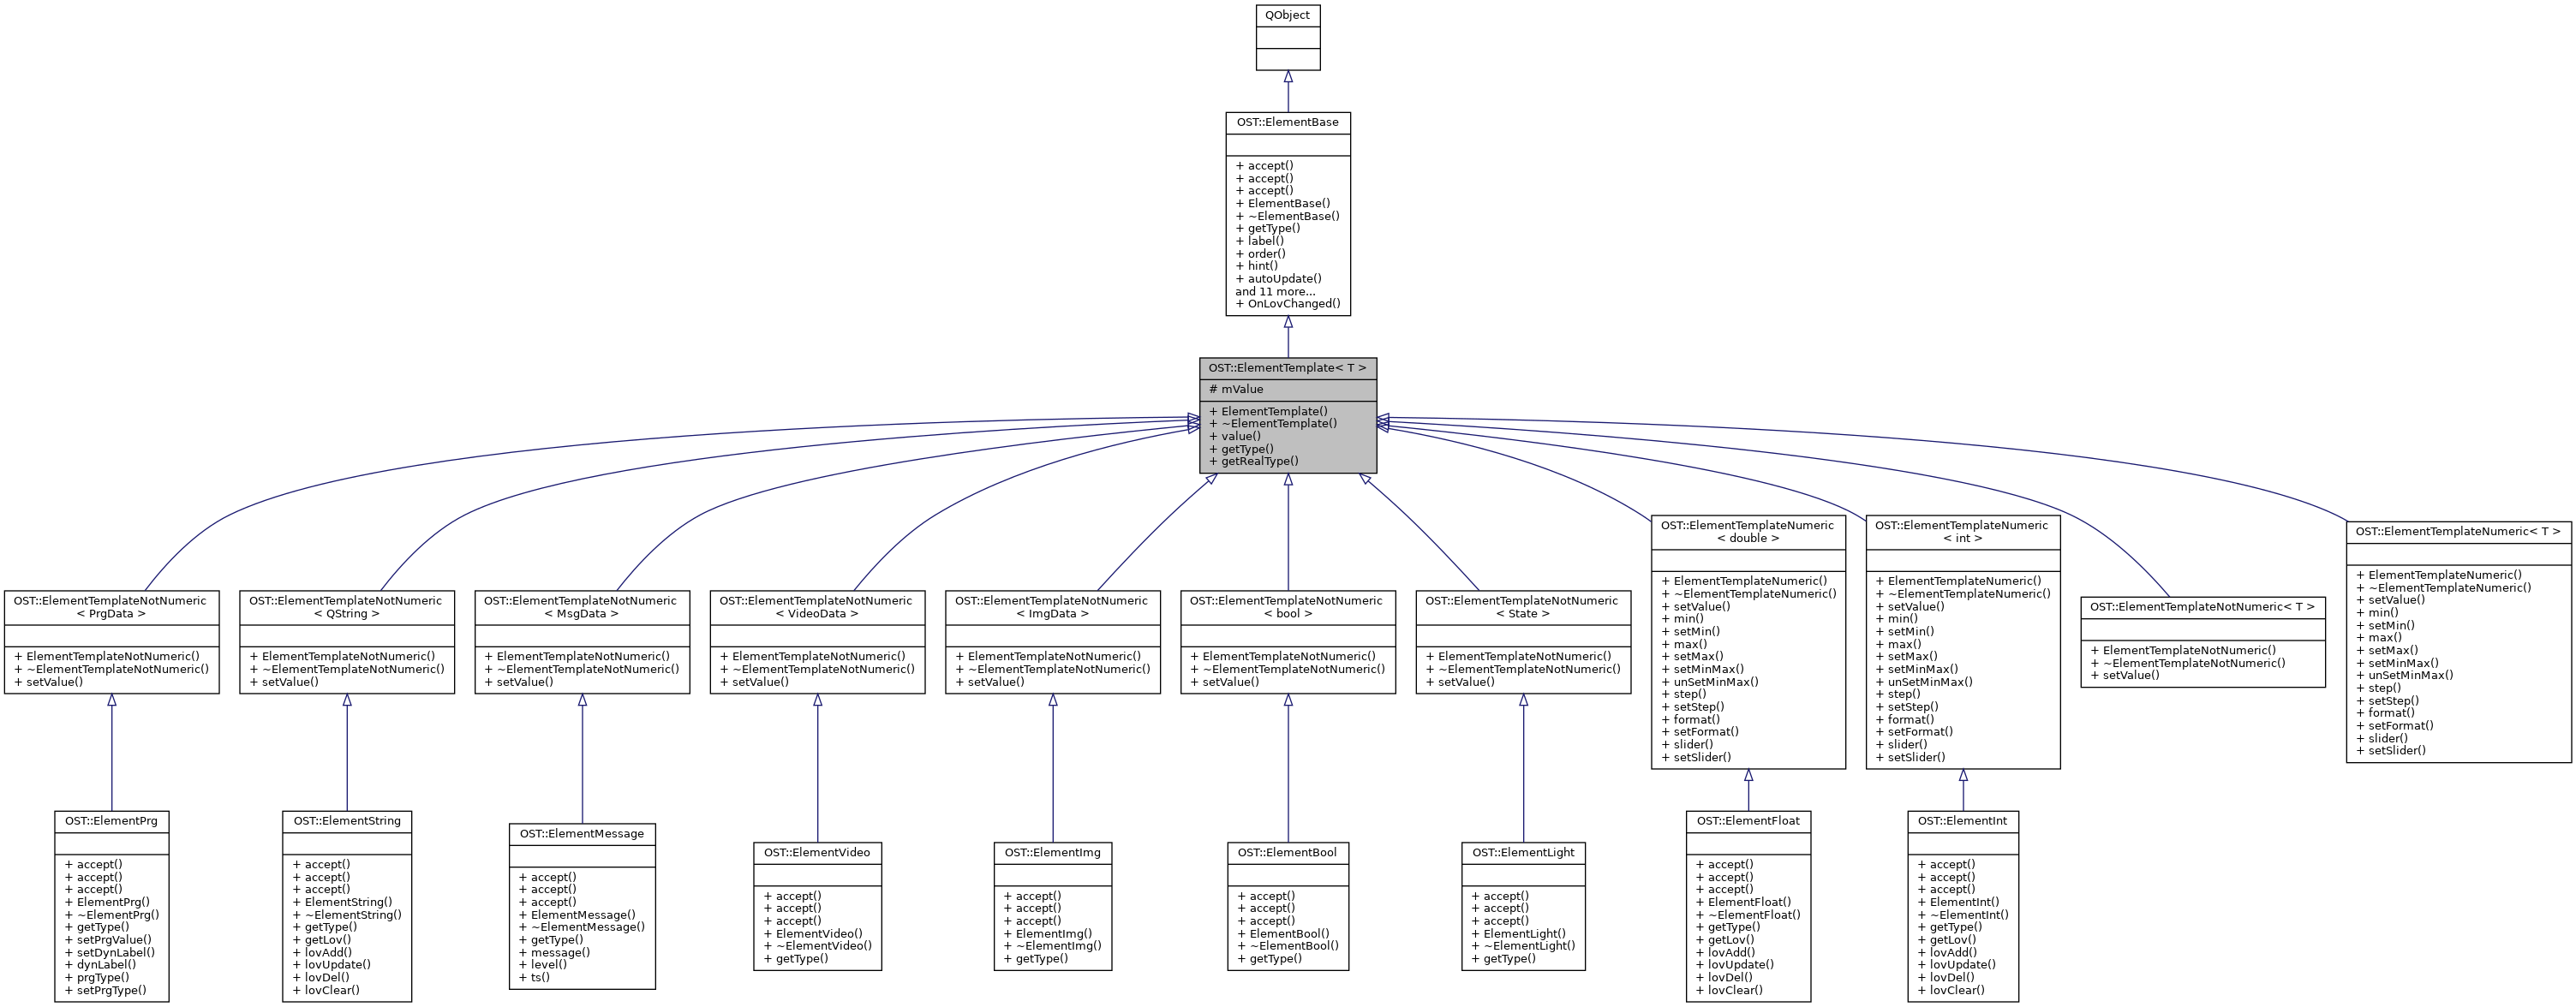 QObject
OST::ElementBase
+ accept()
+ accept()
+ accept()
+ ElementBase()
+ ~ElementBase()
+ getType()
+ label()
+ order()
+ hint()
+ autoUpdate()
and 11 more...
+ OnLovChanged()
OST::ElementTemplate< T >
# mValue
+ ElementTemplate()
+ ~ElementTemplate()
+ value()
+ getType()
+ getRealType()
OST::ElementTemplateNotNumeric
< PrgData >
+ ElementTemplateNotNumeric()
+ ~ElementTemplateNotNumeric()
+ setValue()
OST::ElementTemplateNotNumeric
< QString >
+ ElementTemplateNotNumeric()
+ ~ElementTemplateNotNumeric()
+ setValue()
OST::ElementTemplateNotNumeric
< MsgData >
+ ElementTemplateNotNumeric()
+ ~ElementTemplateNotNumeric()
+ setValue()
OST::ElementTemplateNotNumeric
< VideoData >
+ ElementTemplateNotNumeric()
+ ~ElementTemplateNotNumeric()
+ setValue()
OST::ElementTemplateNotNumeric
< ImgData >
+ ElementTemplateNotNumeric()
+ ~ElementTemplateNotNumeric()
+ setValue()
OST::ElementTemplateNotNumeric
< bool >
+ ElementTemplateNotNumeric()
+ ~ElementTemplateNotNumeric()
+ setValue()
OST::ElementTemplateNotNumeric
< State >
+ ElementTemplateNotNumeric()
+ ~ElementTemplateNotNumeric()
+ setValue()
OST::ElementTemplateNumeric
< double >
+ ElementTemplateNumeric()
+ ~ElementTemplateNumeric()
+ setValue()
+ min()
+ setMin()
+ max()
+ setMax()
+ setMinMax()
+ unSetMinMax()
+ step()
+ setStep()
+ format()
+ setFormat()
+ slider()
+ setSlider()
OST::ElementTemplateNumeric
< int >
+ ElementTemplateNumeric()
+ ~ElementTemplateNumeric()
+ setValue()
+ min()
+ setMin()
+ max()
+ setMax()
+ setMinMax()
+ unSetMinMax()
+ step()
+ setStep()
+ format()
+ setFormat()
+ slider()
+ setSlider()
OST::ElementTemplateNotNumeric< T >
+ ElementTemplateNotNumeric()
+ ~ElementTemplateNotNumeric()
+ setValue()
OST::ElementTemplateNumeric< T >
+ ElementTemplateNumeric()
+ ~ElementTemplateNumeric()
+ setValue()
+ min()
+ setMin()
+ max()
+ setMax()
+ setMinMax()
+ unSetMinMax()
+ step()
+ setStep()
+ format()
+ setFormat()
+ slider()
+ setSlider()
OST::ElementPrg
+ accept()
+ accept()
+ accept()
+ ElementPrg()
+ ~ElementPrg()
+ getType()
+ setPrgValue()
+ setDynLabel()
+ dynLabel()
+ prgType()
+ setPrgType()
OST::ElementString
+ accept()
+ accept()
+ accept()
+ ElementString()
+ ~ElementString()
+ getType()
+ getLov()
+ lovAdd()
+ lovUpdate()
+ lovDel()
+ lovClear()
OST::ElementMessage
+ accept()
+ accept()
+ accept()
+ ElementMessage()
+ ~ElementMessage()
+ getType()
+ message()
+ level()
+ ts()
OST::ElementVideo
+ accept()
+ accept()
+ accept()
+ ElementVideo()
+ ~ElementVideo()
+ getType()
OST::ElementImg
+ accept()
+ accept()
+ accept()
+ ElementImg()
+ ~ElementImg()
+ getType()
OST::ElementBool
+ accept()
+ accept()
+ accept()
+ ElementBool()
+ ~ElementBool()
+ getType()
OST::ElementLight
+ accept()
+ accept()
+ accept()
+ ElementLight()
+ ~ElementLight()
+ getType()
OST::ElementFloat
+ accept()
+ accept()
+ accept()
+ ElementFloat()
+ ~ElementFloat()
+ getType()
+ getLov()
+ lovAdd()
+ lovUpdate()
+ lovDel()
+ lovClear()
OST::ElementInt
+ accept()
+ accept()
+ accept()
+ ElementInt()
+ ~ElementInt()
+ getType()
+ getLov()
+ lovAdd()
+ lovUpdate()
+ lovDel()
+ lovClear()